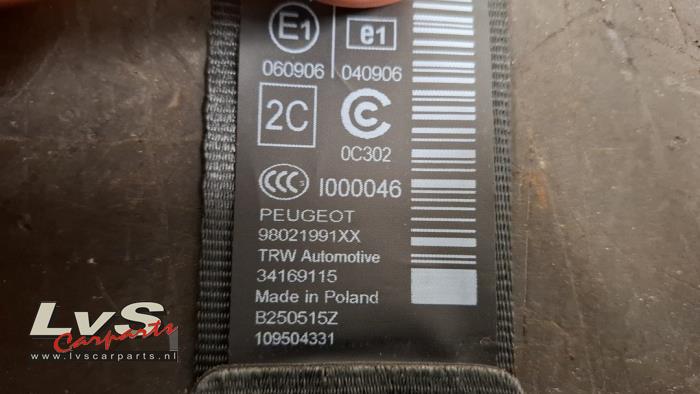 E1 e1
060906 040906
2C C
0C302
CCC S I000046
PEUGEOT
98021991XX
TRW Automotive
34169115
Made in Poland
B250515Z
109504331
LvS
Carparts
www.lvscarparts.nl